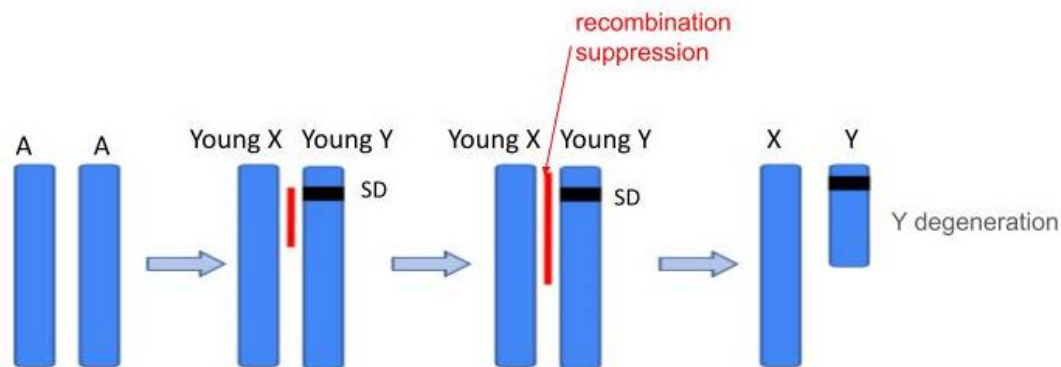 recombination
suppression
A A Young X Young Y Young X Young Y X Y
SD SD
Y degeneration